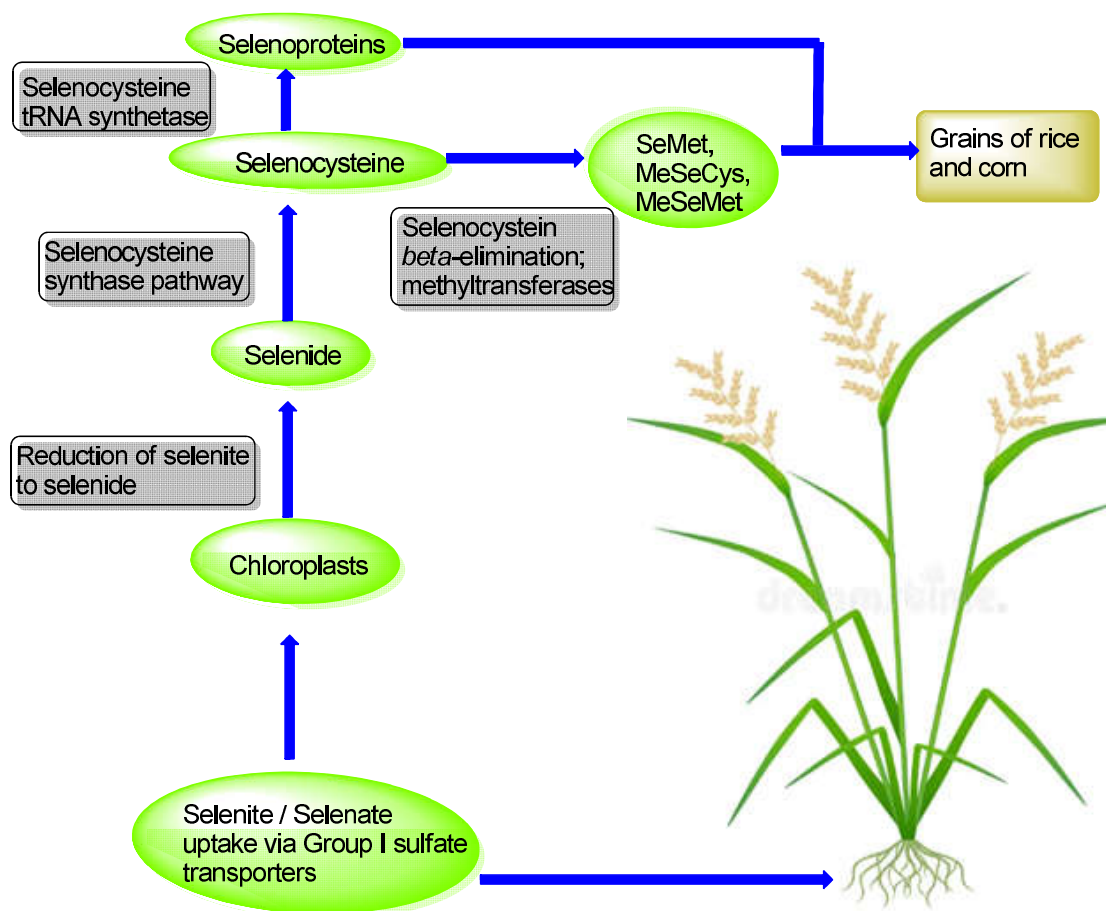 Selenoproteins
Selenocysteine
tRNA synthetase
Selenocysteine
SeMet,
MeSeCys,
MeSeMet
Grains of rice
and corn
Selenocystein
beta-elimination;
methyltransferases
Selenocysteine
synthase pathway
Selenide
Reduction of selenite
to selenide
Chloroplasts
Selenite / Selenate
uptake via Group I sulfate
transporters